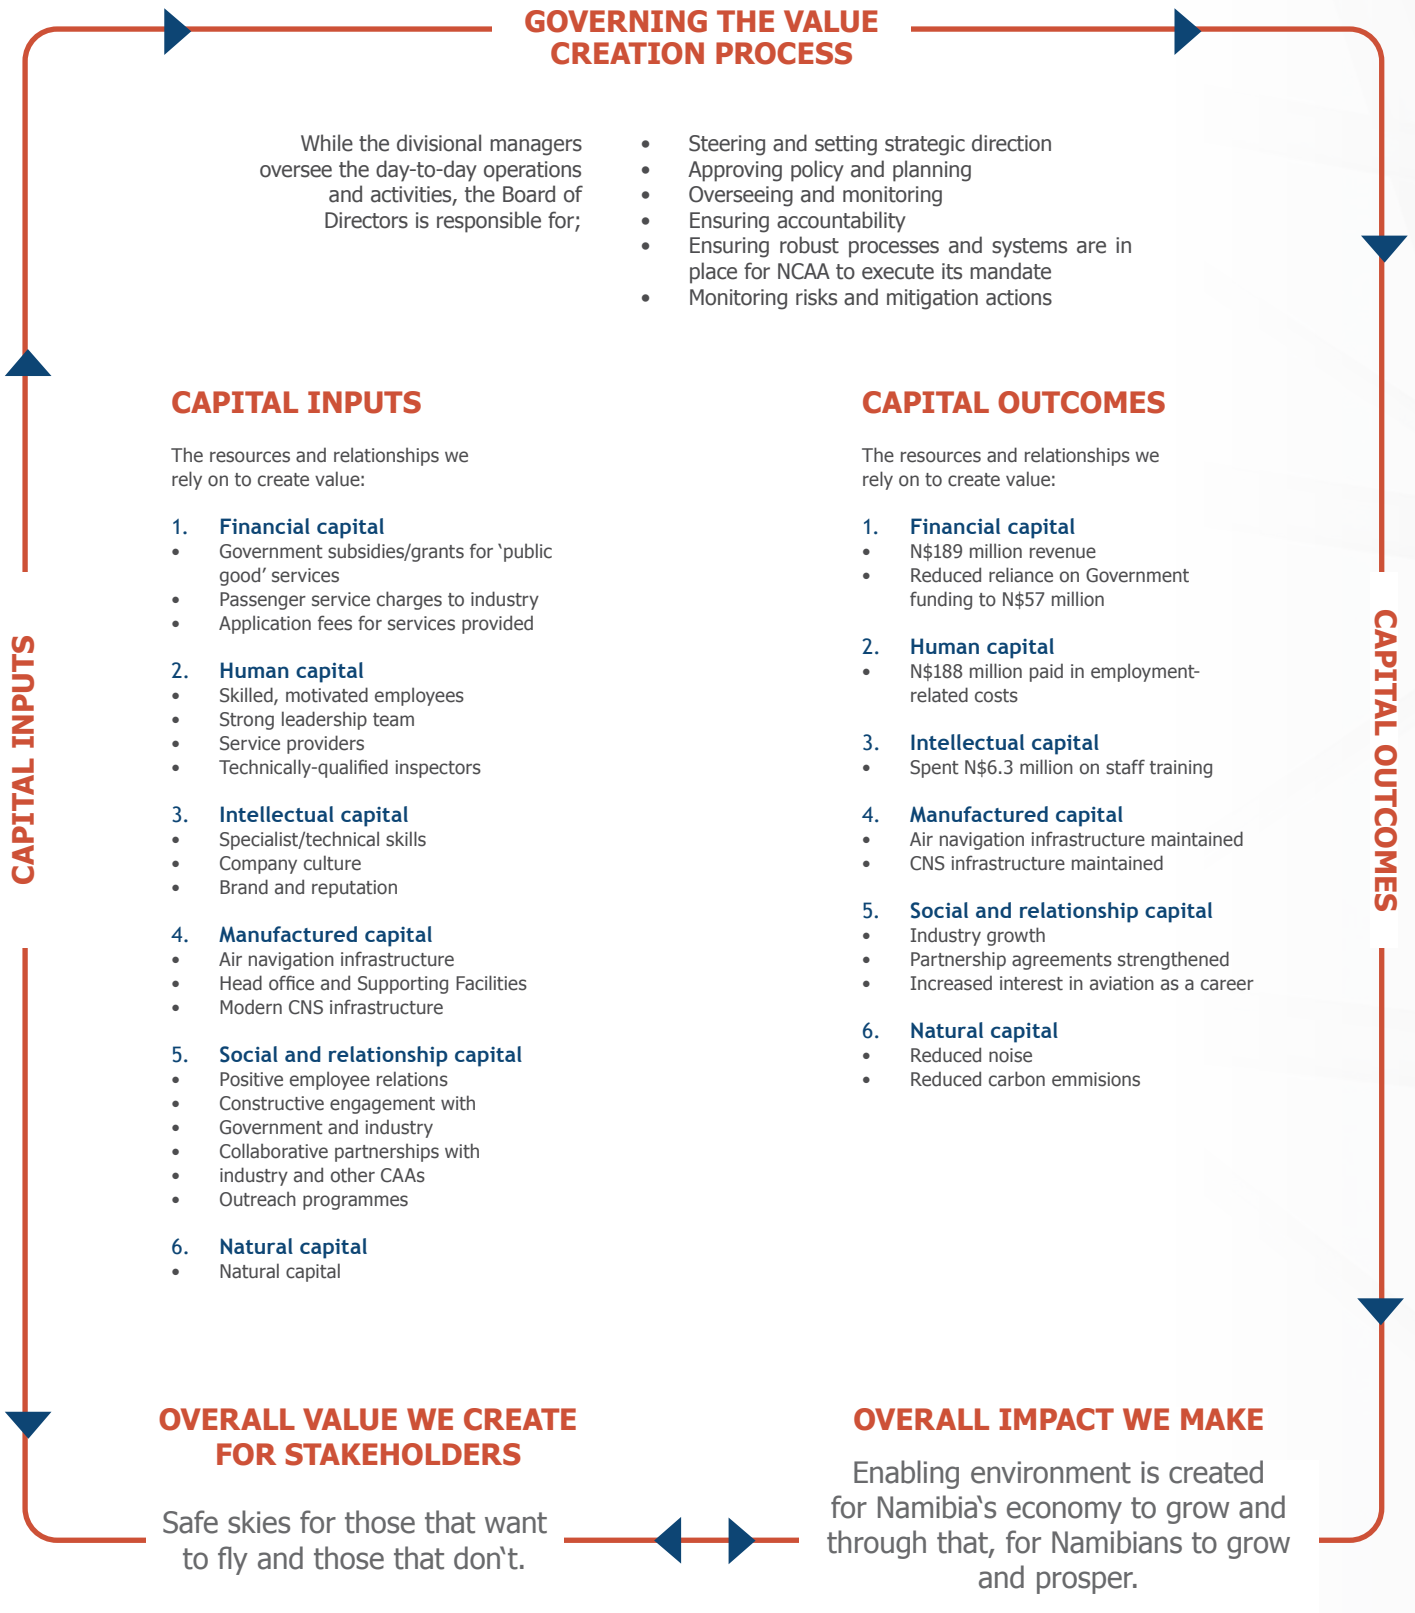 GOVERNING THE VALUE
CREATION PROCESS
While the divisional managers
oversee the day-to-day operations
and activities, the Board of
Directors is responsible for;
• Steering and setting strategic direction
• Approving policy and planning
• Overseeing and monitoring
• Ensuring accountability
• Ensuring robust processes and systems are in
place for NCAA to execute its mandate
• Monitoring risks and mitigation actions
CAPITAL INPUTS
CAPITAL INPUTS
The resources and relationships we
rely on to create value:
1. Financial capital
• Government subsidies/grants for ‘public
good’ services
• Passenger service charges to industry
• Application fees for services provided
2. Human capital
• Skilled, motivated employees
• Strong leadership team
• Service providers
• Technically-qualified inspectors
3. Intellectual capital
• Specialist/technical skills
• Company culture
• Brand and reputation
4. Manufactured capital
• Air navigation infrastructure
• Head office and Supporting Facilities
• Modern CNS infrastructure
5. Social and relationship capital
• Positive employee relations
• Constructive engagement with
• Government and industry
• Collaborative partnerships with
• industry and other CAAs
• Outreach programmes
6. Natural capital
• Natural capital
CAPITAL OUTCOMES
The resources and relationships we
rely on to create value:
1. Financial capital
• N$189 million revenue
• Reduced reliance on Government
funding to N$57 million
2. Human capital
• N$188 million paid in employment-
related costs
3. Intellectual capital
• Spent N$6.3 million on staff training
4. Manufactured capital
• Air navigation infrastructure maintained
• CNS infrastructure maintained
5. Social and relationship capital
• Industry growth
• Partnership agreements strengthened
• Increased interest in aviation as a career
6. Natural capital
• Reduced noise
• Reduced carbon emmisions
CAPITAL OUTCOMES
OVERALL VALUE WE CREATE
FOR STAKEHOLDERS
Safe skies for those that want
to fly and those that don‘t.
OVERALL IMPACT WE MAKE
Enabling environment is created
for Namibia‘s economy to grow and
through that, for Namibians to grow
and prosper.